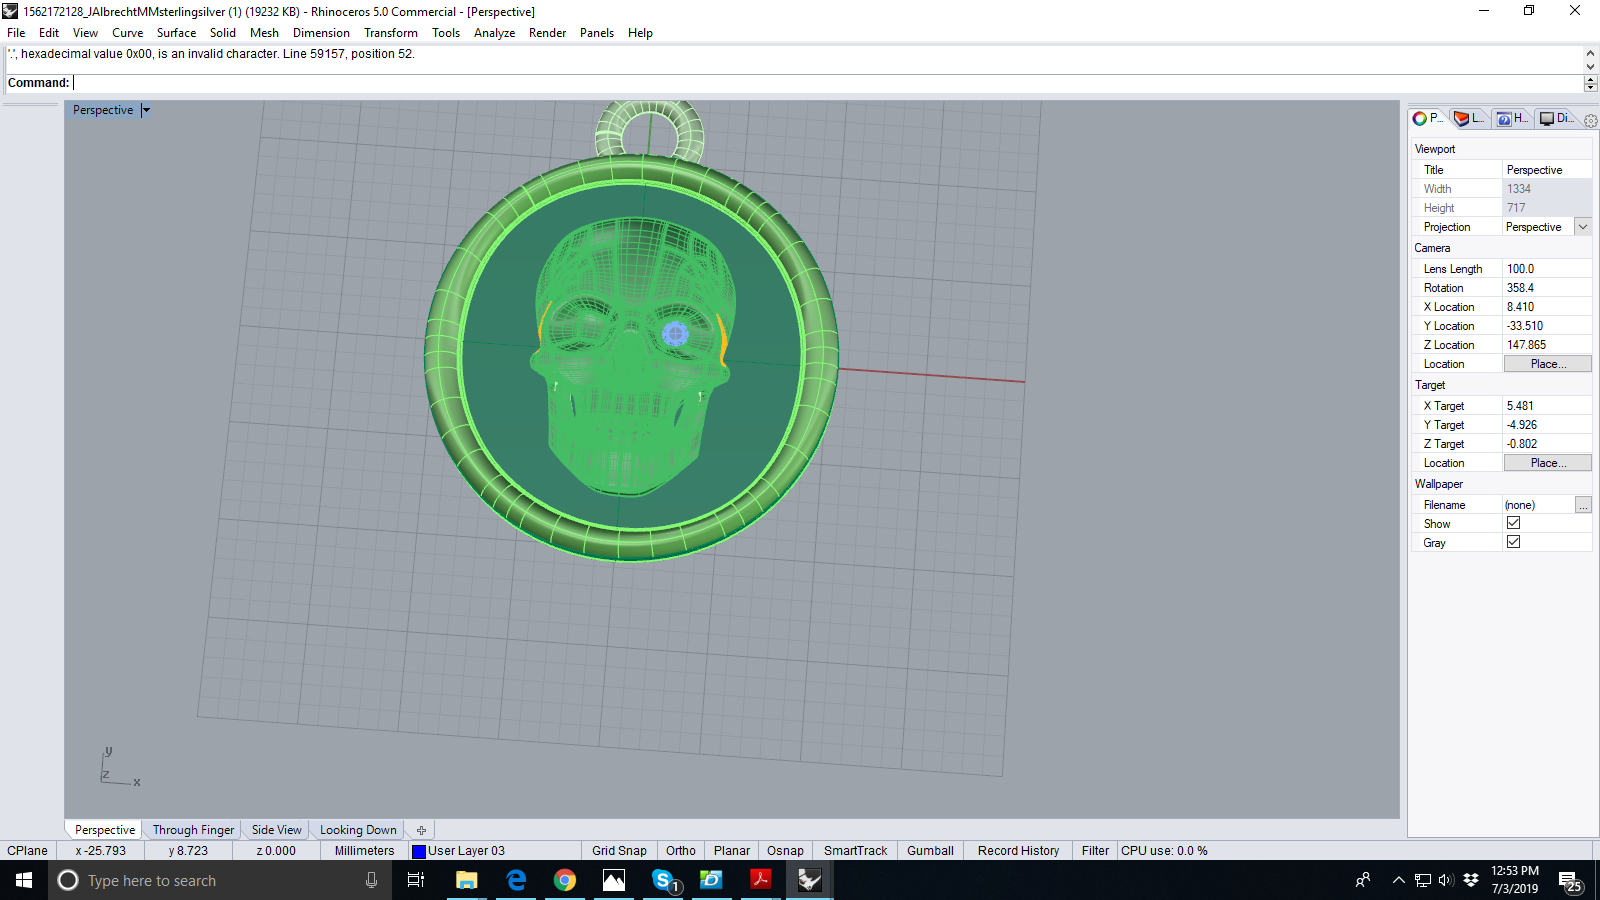 1562172128_JAlbrechtMMsterlingsilver (1) (19232 KB) - Rhinoceros 5.0 Commercial - [Perspective]
File Edit View Curve Surface Solid Mesh Dimension Transform Tools Analyze Render Panels Help
'.', hexadecimal value 0x00, is an invalid character. Line 59157, position 52.
Command:
Perspective
P... L... H... Di...
Viewport
Title Perspective
Width 1334
Height 717
Projection Perspective
Camera
Lens Length 100.0
Rotation 358.4
X Location 8.410
Y Location -33.510
Z Location 147.865
Location Place...
Target
X Target 5.481
Y Target -4.926
Z Target -0.802
Location Place...
Wallpaper
Filename (none) ...
Show
Gray
y
z
x
Perspective Through Finger Side View Looking Down
CPlane x -25.793 y 8.723 z 0.000 Millimeters User Layer 03 Grid Snap Ortho Planar Osnap SmartTrack Gumball Record History Filter CPU use: 0.0 %
Type here to search
1
12:53 PM
7/3/2019
25